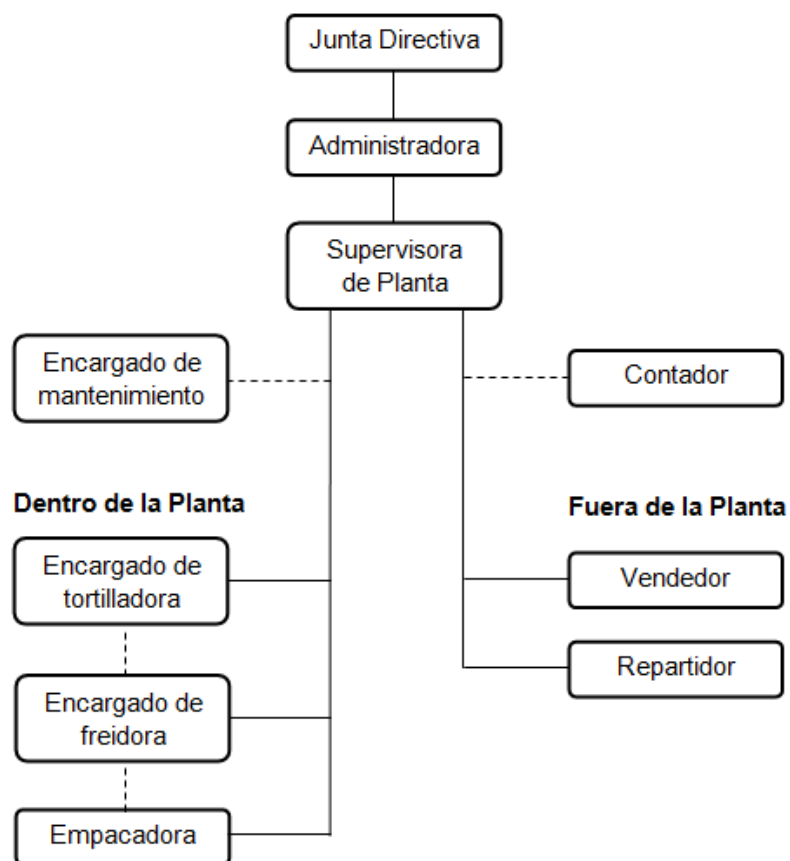 Junta Directiva
Administradora
Supervisora
de Planta
Encargado de
mantenimiento
Contador
Dentro de la Planta
Fuera de la Planta
Encargado de
tortilladora
Vendedor
Repartidor
Encargado de
freidora
Empacadora